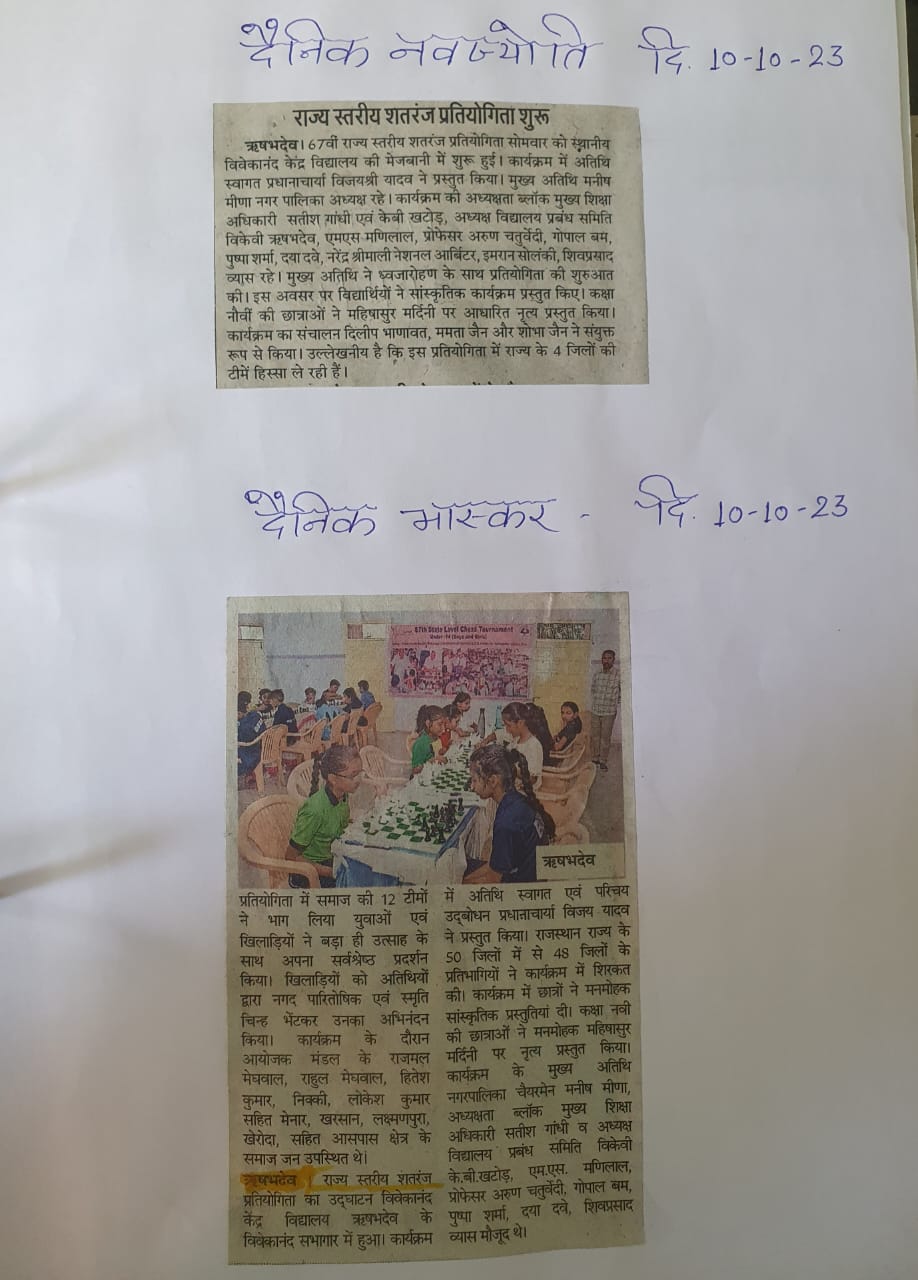 दैनिक नवज्योति दि. 10-10-23
राज्य स्तरीय शतरंज प्रतियोगिता शुरू
ऋषभदेव। 67वीं राज्य स्तरीय शतरंज प्रतियोगिता सोमवार को स्थानीय
विवेकानंद केंद्र विद्यालय की मेजबानी में शुरू हुई। कार्यक्रम में अतिथि
स्वागत प्रधानाचार्या विजयश्री यादव ने प्रस्तुत किया। मुख्य अतिथि मनीष
मीणा नगर पालिका अध्यक्ष रहे। कार्यक्रम की अध्यक्षता ब्लॉक मुख्य शिक्षा
अधिकारी सतीश गांधी एवं केबी खटोड़, अध्यक्ष विद्यालय प्रबंध समिति
विकेवी ऋषभदेव, एमएस मणिलाल, प्रोफेसर अरुण चतुर्वेदी, गोपाल बम,
पुष्पा शर्मा, दया दवे, नरेंद्र श्रीमाली नेशनल आर्बिटर, इमरान सोलंकी, शिवप्रसाद
व्यास रहे। मुख्य अतिथि ने ध्वजारोहण के साथ प्रतियोगिता की शुरुआत
की। इस अवसर पर विद्यार्थियों ने सांस्कृतिक कार्यक्रम प्रस्तुत किए। कक्षा
नौवीं की छात्राओं ने महिषासुर मर्दिनी पर आधारित नृत्य प्रस्तुत किया।
कार्यक्रम का संचालन दिलीप भाणावत, ममता जैन और शोभा जैन ने संयुक्त
रूप से किया। उल्लेखनीय है कि इस प्रतियोगिता में राज्य के 4 जिलों की
टीमें हिस्सा ले रही हैं।
दैनिक भास्कर - दि. 10-10-23
67th State Level Chess Tournament
Under-14 (Boys and Girls)
ऋषभदेव
प्रतियोगिता में समाज की 12 टीमों
ने भाग लिया युवाओं एवं
खिलाड़ियों ने बड़ा ही उत्साह के
साथ अपना सर्वश्रेष्ठ प्रदर्शन
किया। खिलाड़ियों को अतिथियों
द्वारा नगद पारितोषिक एवं स्मृति
चिन्ह भेंटकर उनका अभिनंदन
किया। कार्यक्रम के दौरान
आयोजक मंडल के राजमल
मेघवाल, राहुल मेघवाल, हितेश
कुमार, निक्की, लोकेश कुमार
सहित मेनार, खरसान, लक्ष्मणपुरा,
खेरोदा, सहित आसपास क्षेत्र के
समाज जन उपस्थित थे।
ऋषभदेव | राज्य स्तरीय शतरंज
प्रतियोगिता का उद्घाटन विवेकानंद
केंद्र विद्यालय ऋषभदेव के
विवेकानंद सभागार में हुआ। कार्यक्रम
में अतिथि स्वागत एवं परिचय
उद्बोधन प्रधानाचार्या विजय यादव
ने प्रस्तुत किया। राजस्थान राज्य के
50 जिलों में से 48 जिलों के
प्रतिभागियों ने कार्यक्रम में शिरकत
की। कार्यक्रम में छात्रों ने मनमोहक
सांस्कृतिक प्रस्तुतियां दी। कक्षा नवी
की छात्राओं ने मनमोहक महिषासुर
मर्दिनी पर नृत्य प्रस्तुत किया।
कार्यक्रम के मुख्य अतिथि
नगरपालिका चैयरमेन मनीष मीणा,
अध्यक्षता ब्लॉक मुख्य शिक्षा
अधिकारी सतीश गांधी व अध्यक्ष
विद्यालय प्रबंध समिति विकेवी
के.बी.खटोड़, एम.एस. मणिलाल,
प्रोफेसर अरुण चतुर्वेदी, गोपाल बम,
पुष्पा शर्मा, दया दवे, शिवप्रसाद
व्यास मौजूद थे।